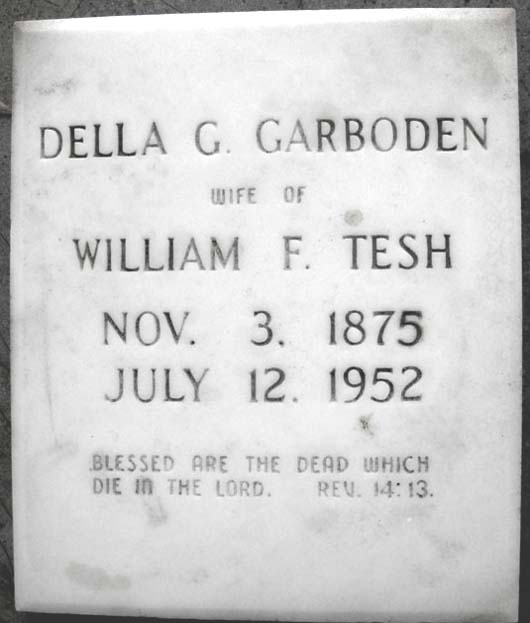 DELLA G. GARBODEN
WIFE OF
WILLIAM F. TESH
NOV. 3. 1875
JULY 12. 1952
BLESSED ARE THE DEAD WHICH
DIE IN THE LORD. REV. 14:13.